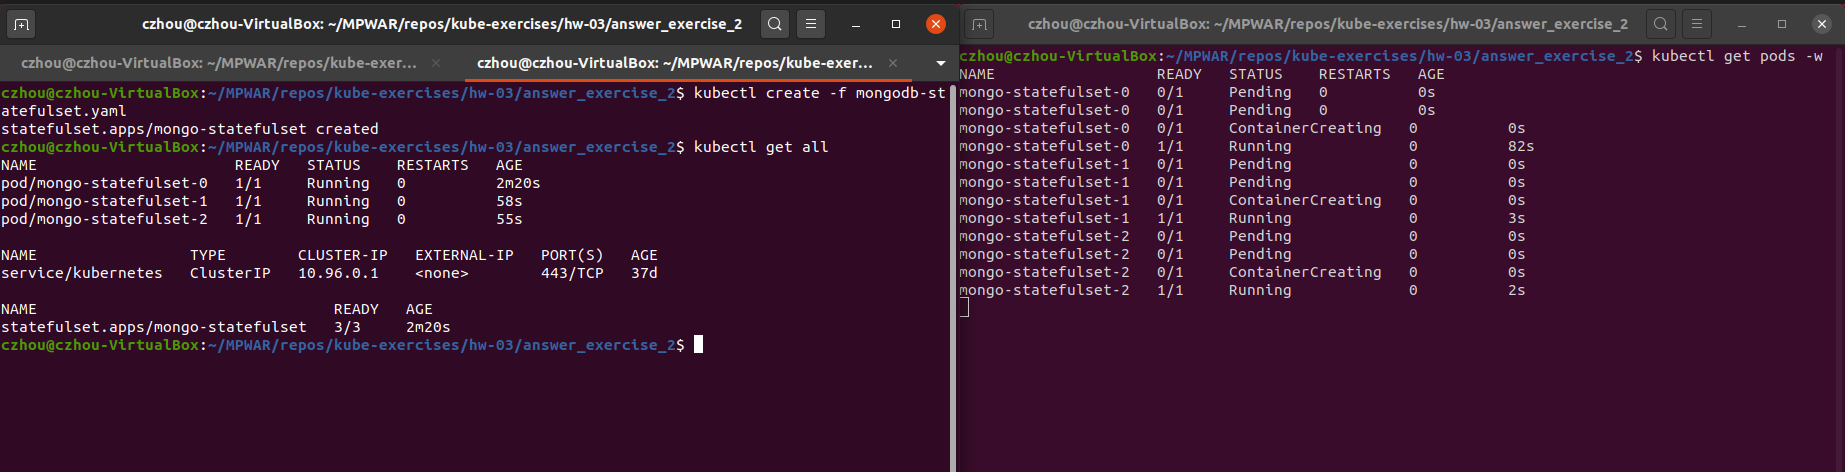 czhou@czhou-VirtualBox: ~/MPWAR/repos/kube-exercises/hw-03/answer_exercise_2
czhou@czhou-VirtualBox: ~/MPWAR/repos/kube-exer...
czhou@czhou-VirtualBox: ~/MPWAR/repos/kube-exer...
czhou@czhou-VirtualBox:~/MPWAR/repos/kube-exercises/hw-03/answer_exercise_2$ kubectl create -f mongodb-st
atefulset.yaml
statefulset.apps/mongo-statefulset created
czhou@czhou-VirtualBox:~/MPWAR/repos/kube-exercises/hw-03/answer_exercise_2$ kubectl get all
NAME                      READY   STATUS    RESTARTS   AGE
pod/mongo-statefulset-0   1/1     Running   0          2m20s
pod/mongo-statefulset-1   1/1     Running   0          58s
pod/mongo-statefulset-2   1/1     Running   0          55s
NAME                 TYPE        CLUSTER-IP   EXTERNAL-IP   PORT(S)   AGE
service/kubernetes   ClusterIP   10.96.0.1    <none>        443/TCP   37d
NAME                                 READY   AGE
statefulset.apps/mongo-statefulset   3/3     2m20s
czhou@czhou-VirtualBox:~/MPWAR/repos/kube-exercises/hw-03/answer_exercise_2$
czhou@czhou-VirtualBox: ~/MPWAR/repos/kube-exercises/hw-03/answer_exercise_2
czhou@czhou-VirtualBox:~/MPWAR/repos/kube-exercises/hw-03/answer_exercise_2$ kubectl get pods -w
NAME                  READY   STATUS    RESTARTS   AGE
mongo-statefulset-0   0/1     Pending   0          0s
mongo-statefulset-0   0/1     Pending   0          0s
mongo-statefulset-0   0/1     ContainerCreating   0          0s
mongo-statefulset-0   1/1     Running             0          82s
mongo-statefulset-1   0/1     Pending             0          0s
mongo-statefulset-1   0/1     Pending             0          0s
mongo-statefulset-1   0/1     ContainerCreating   0          0s
mongo-statefulset-1   1/1     Running             0          3s
mongo-statefulset-2   0/1     Pending             0          0s
mongo-statefulset-2   0/1     Pending             0          0s
mongo-statefulset-2   0/1     ContainerCreating   0          0s
mongo-statefulset-2   1/1     Running             0          2s